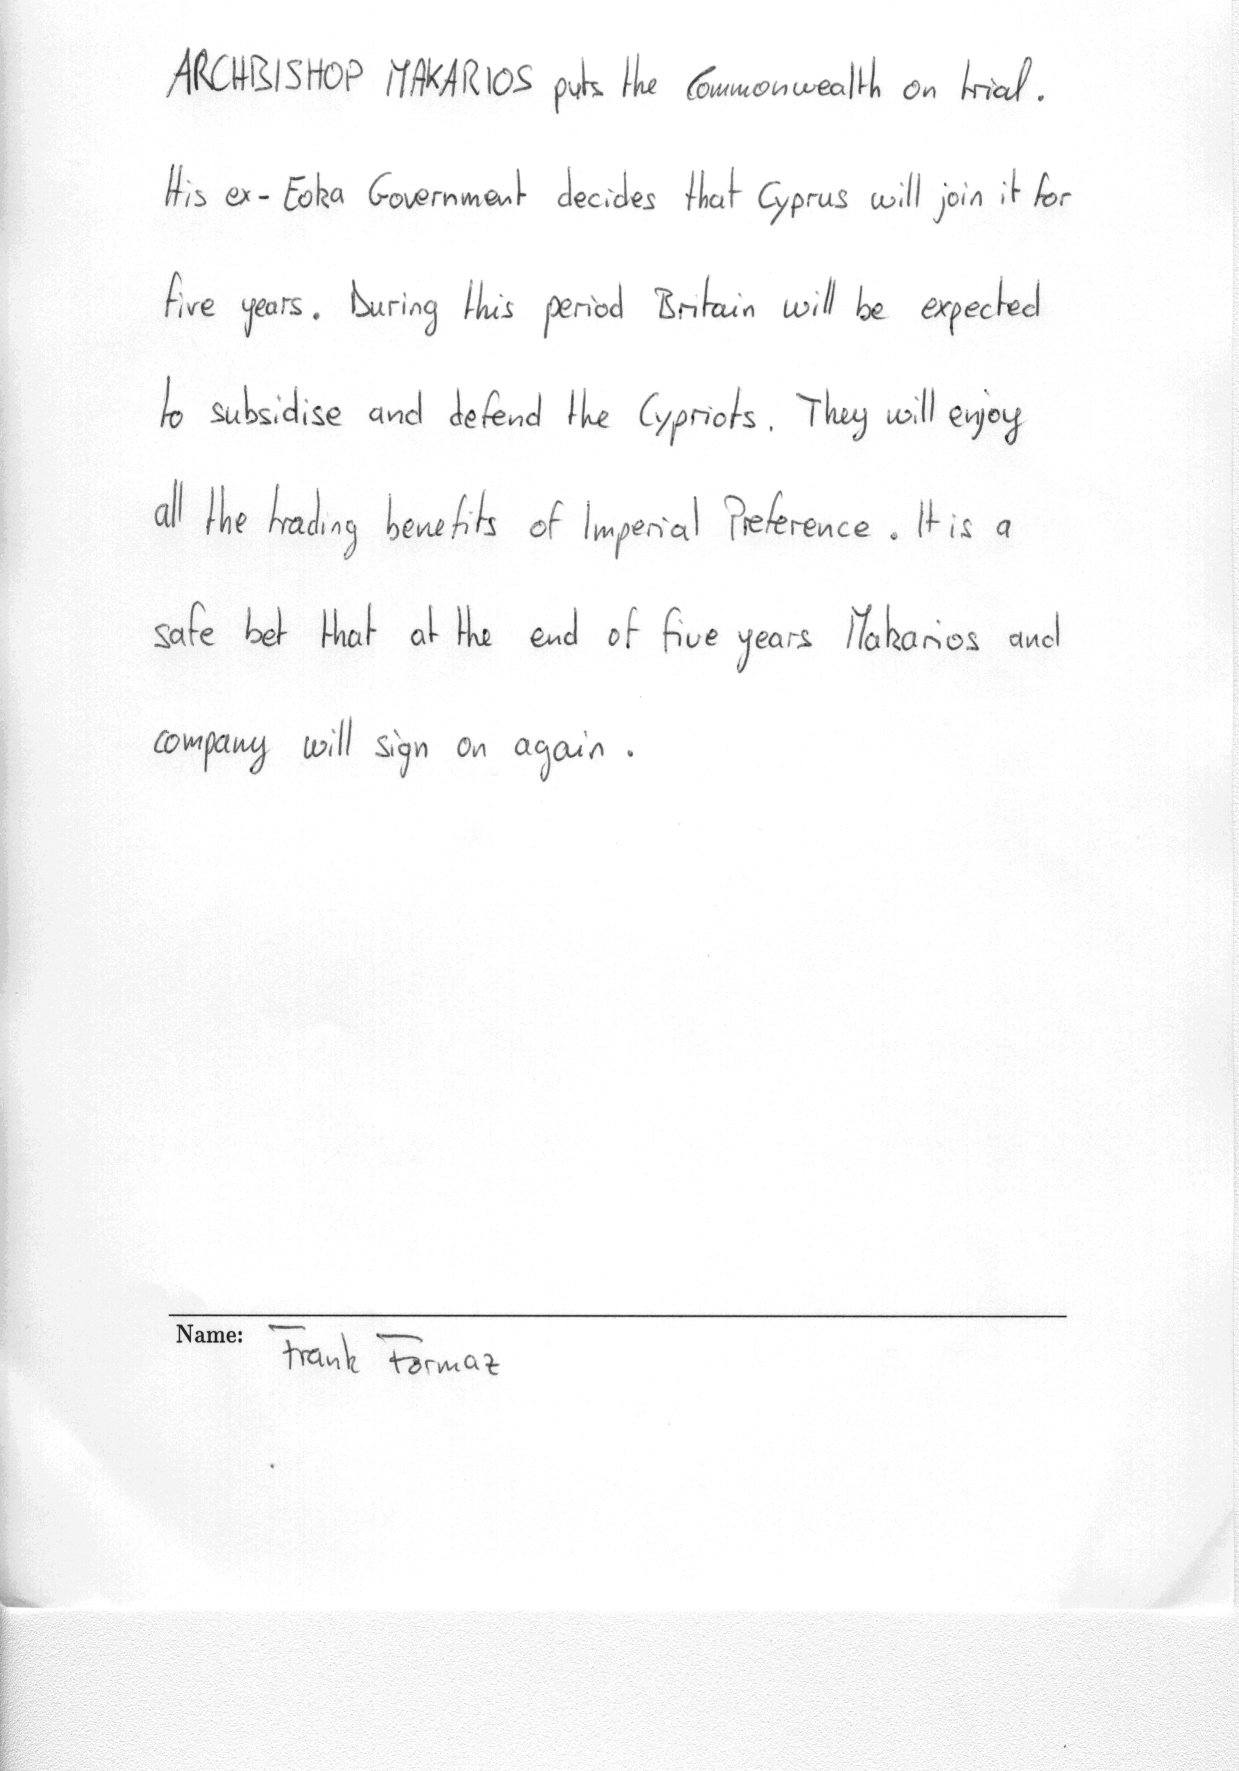 ARCHBISHOP MAKARIOS puts the Commonwealth on trial.
His ex-Eoka Government decides that Cyprus will join it for
five years. During this period Britain will be expected
to subsidise and defend the Cypriots. They will enjoy
all the trading benefits of Imperial Preference. It is a
safe bet that at the end of five years Makarios and
company will sign on again.
Name: Frank Formaz